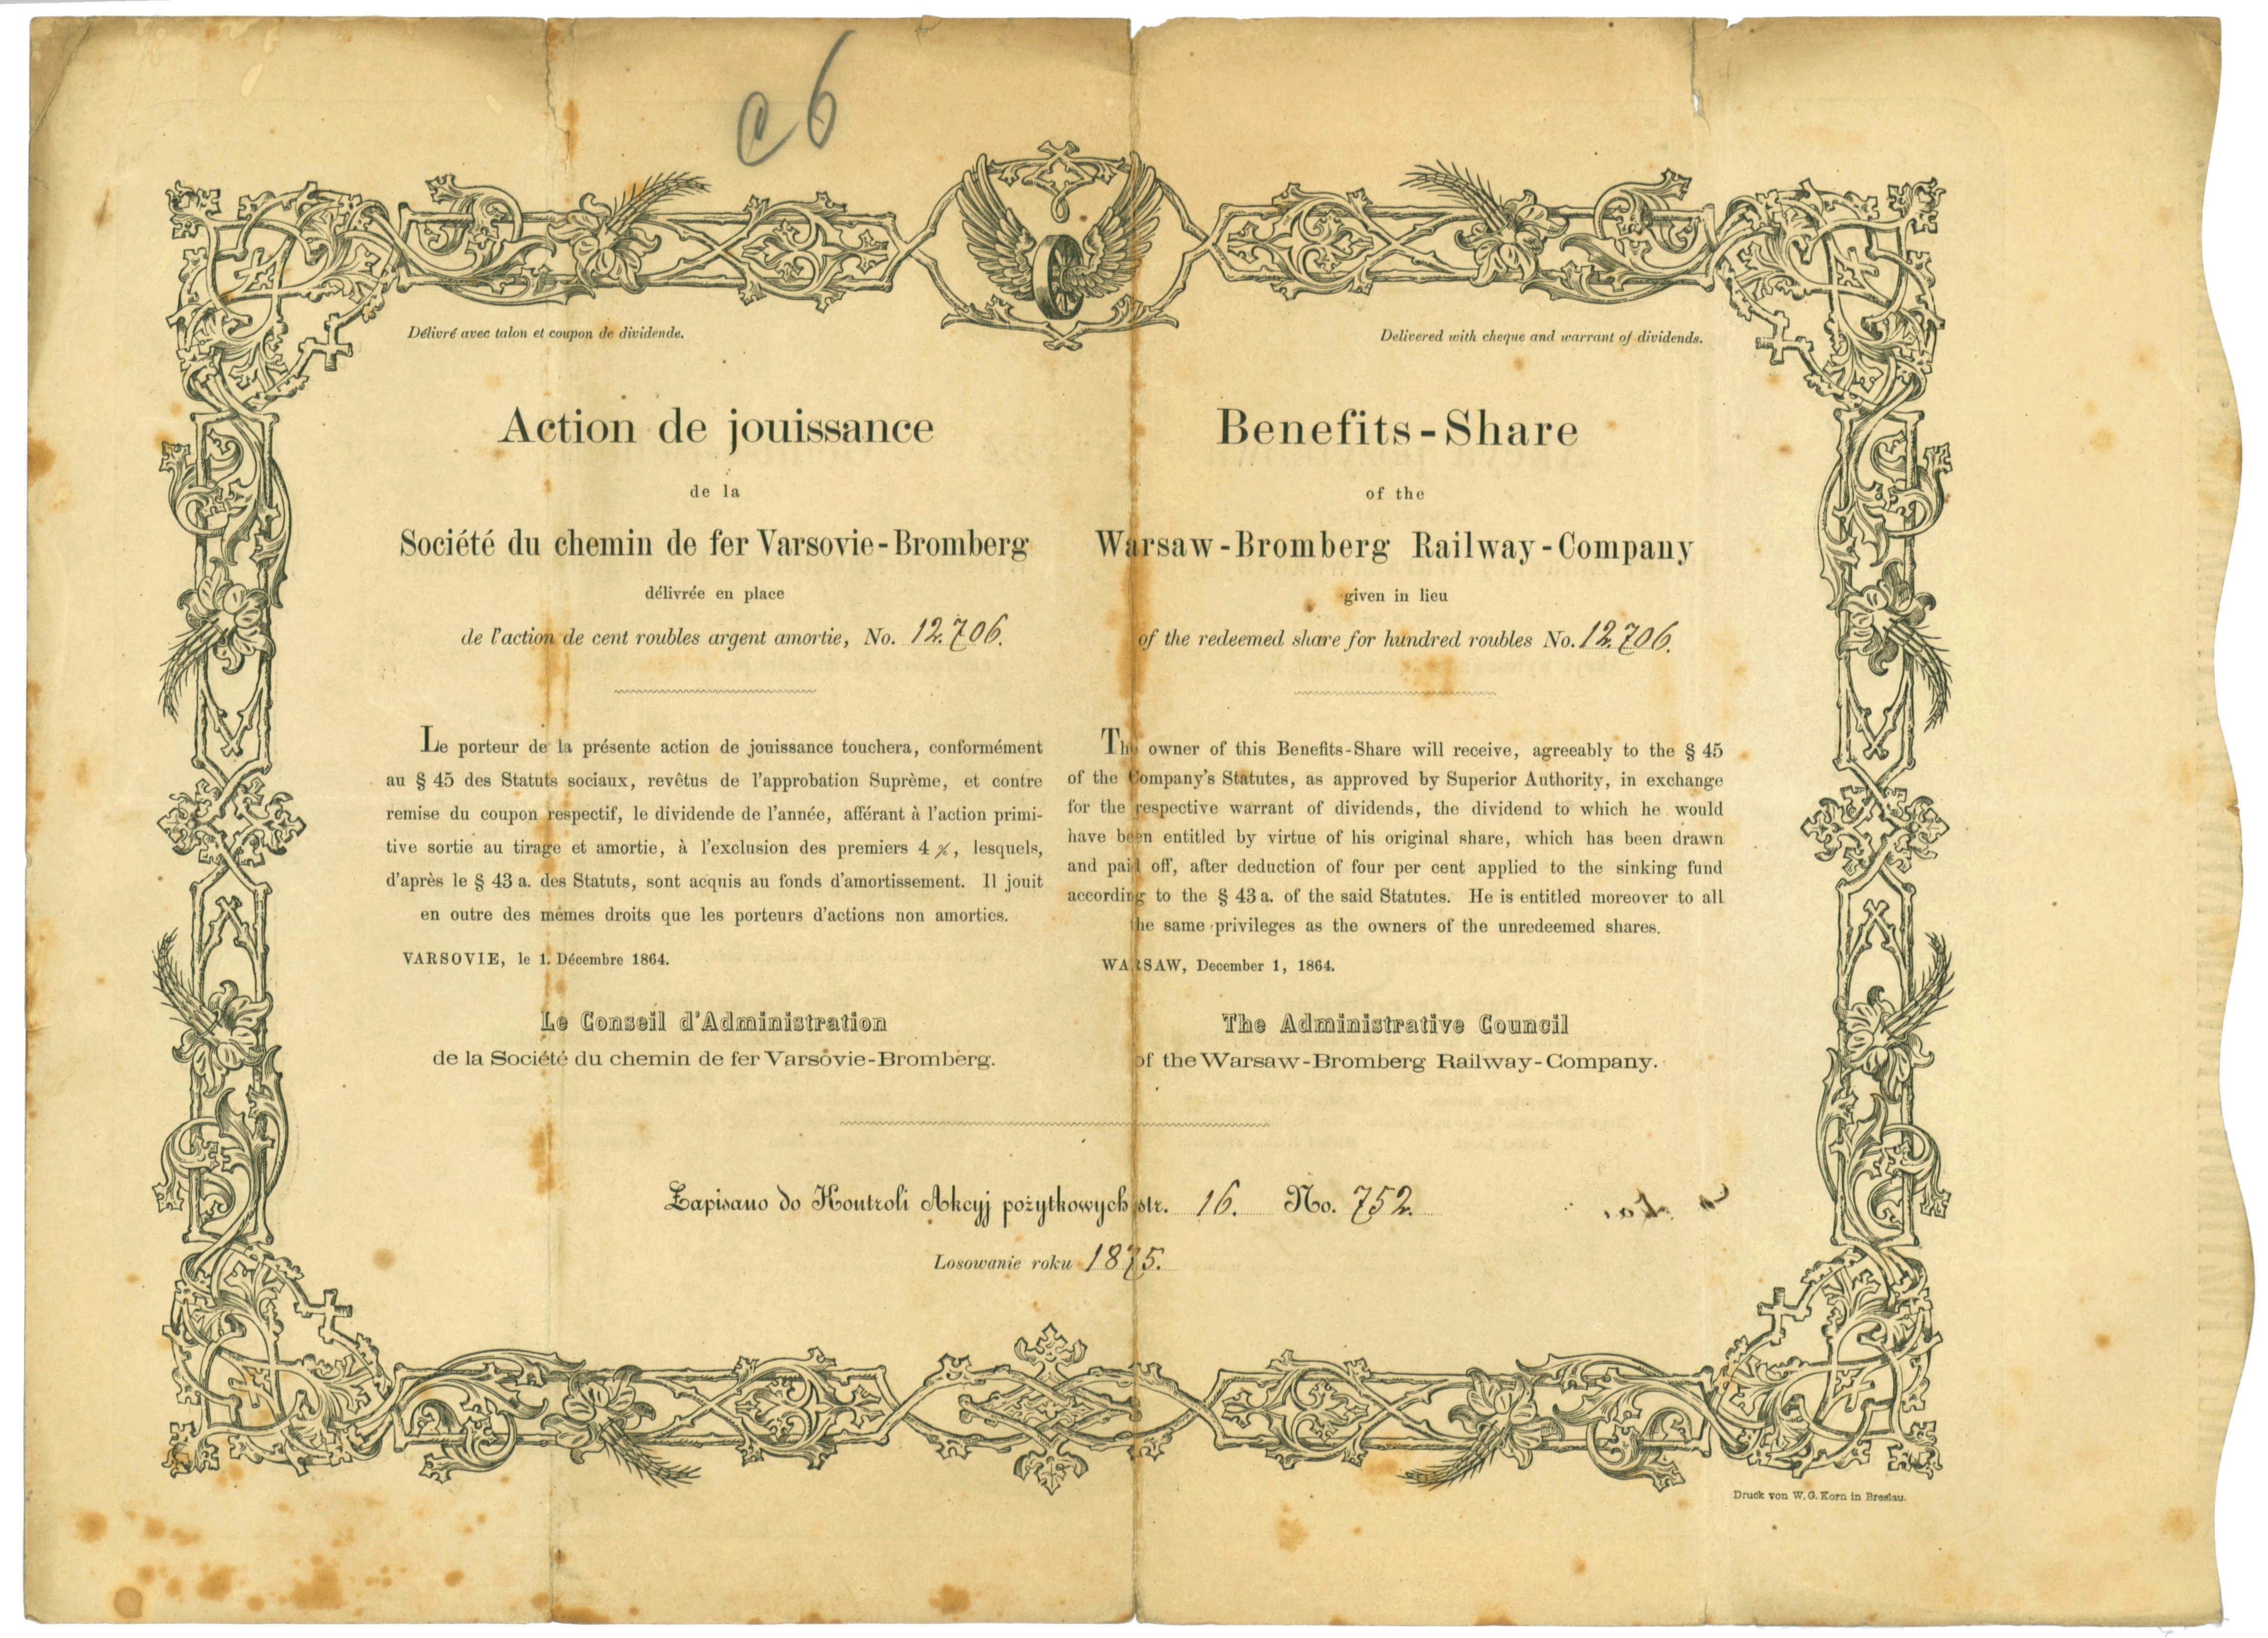 c6
Délivré avec talon et coupon de dividende.
Action de jouissance
de la
Société du chemin de fer Varsovie-Bromberg
délivrée en place
de l'action de cent roubles argent amortie, No. 12.706.
Le porteur de la présente action de jouissance touchera, conformément
au § 45 des Statuts sociaux, revêtus de l'approbation Suprème, et contre
remise du coupon respectif, le dividende de l'année, afférant à l'action primi-
tive sortie au tirage et amortie, à l'exclusion des premiers 4 %, lesquels,
d'après le § 43 a. des Statuts, sont acquis au fonds d'amortissement. Il jouit
en outre des mêmes droits que les porteurs d'actions non amorties.
VARSOVIE, le 1. Décembre 1864.
Le Conseil d'Administration
de la Société du chemin de fer Varsovie-Bromberg.
Delivered with cheque and warrant of dividends.
Benefits-Share
of the
Warsaw-Bromberg Railway-Company
given in lieu
of the redeemed share for hundred roubles No. 12.706.
The owner of this Benefits-Share will receive, agreeably to the § 45
of the Company's Statutes, as approved by Superior Authority, in exchange
for the respective warrant of dividends, the dividend to which he would
have been entitled by virtue of his original share, which has been drawn
and paid off, after deduction of four per cent applied to the sinking fund
according to the § 43 a. of the said Statutes. He is entitled moreover to all
the same privileges as the owners of the unredeemed shares.
WARSAW, December 1, 1864.
The Administrative Council
of the Warsaw-Bromberg Railway-Company.
Zapisano do Kontroli Akcyj pożytkowych str. 16. No. 752.
Losowanie roku 1875.
Druck von W. G. Korn in Breslau.